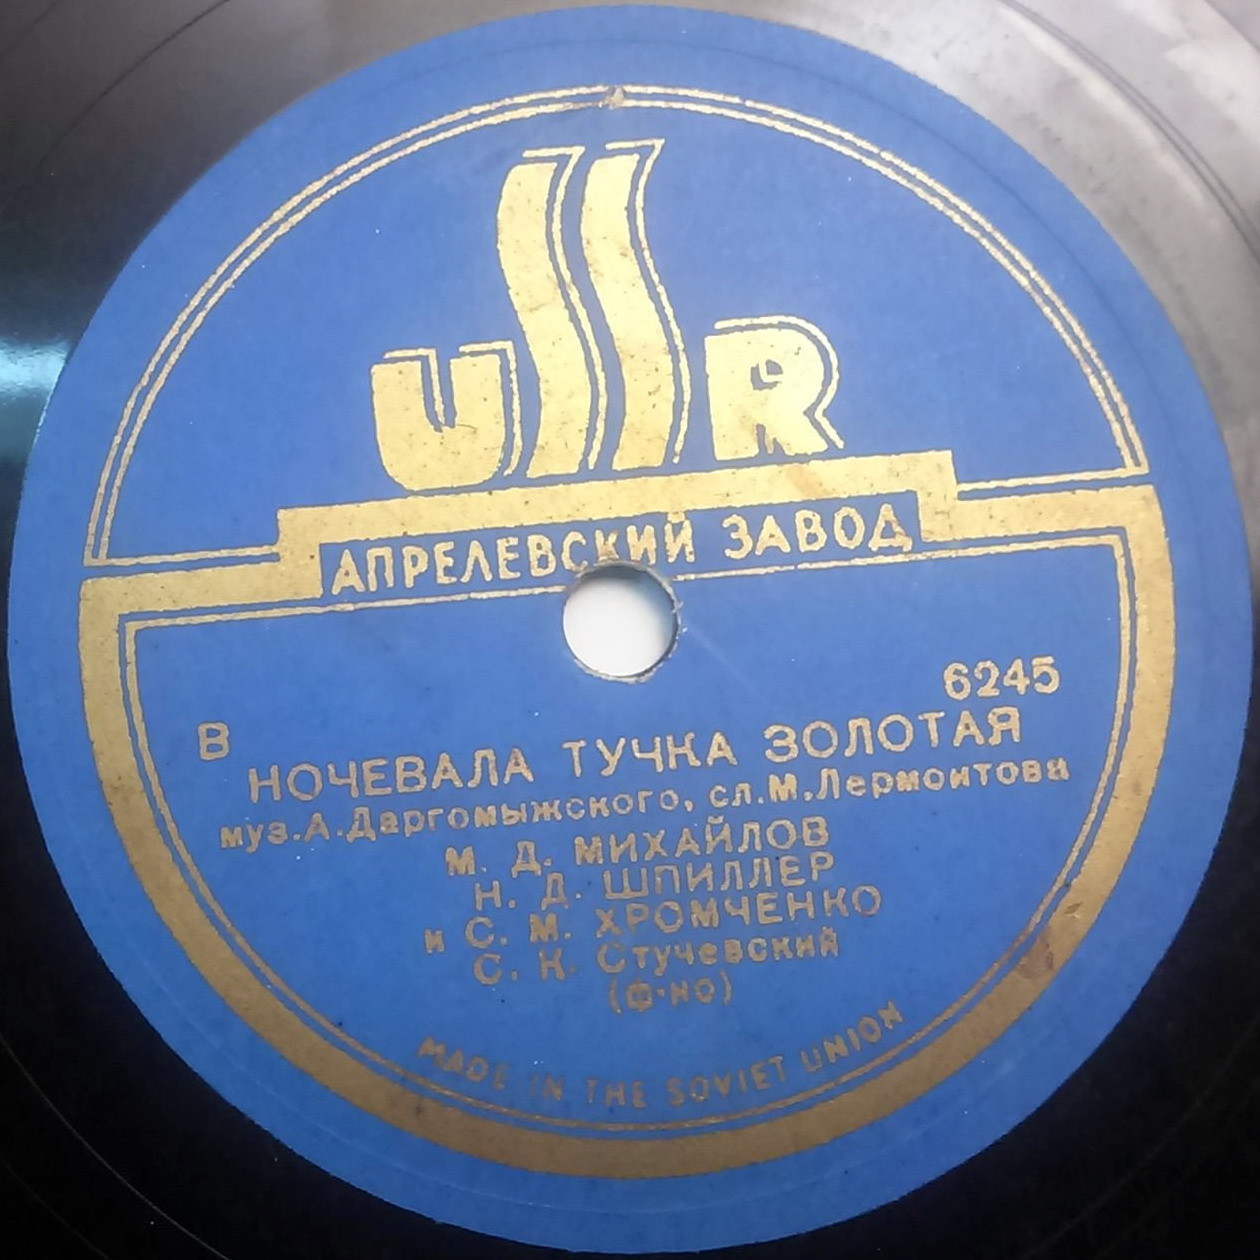 USSR
АПРЕЛЕВСКИЙ ЗАВОД
6245
В
НОЧЕВАЛА ТУЧКА ЗОЛОТАЯ
муз. А. Даргомыжского, сл. М. Лермонтова
М. Д. МИХАЙЛОВ
Н. Д. ШПИЛЛЕР
и С. М. ХРОМЧЕНКО
С. К. Стучевский
(ф-но)
MADE IN THE SOVIET UNION